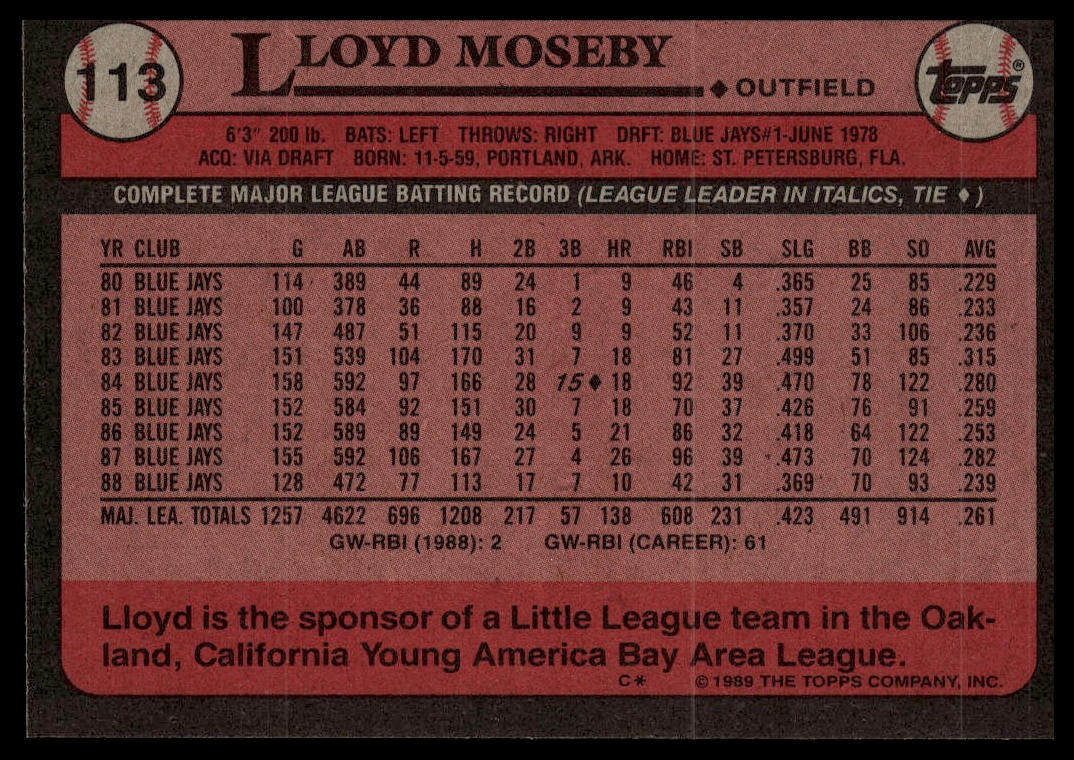 113
LLOYD MOSEBY
◆ OUTFIELD
TOPPS®
6'3" 200 lb. BATS: LEFT THROWS: RIGHT DRFT: BLUE JAYS#1-JUNE 1978
ACQ: VIA DRAFT BORN: 11-5-59, PORTLAND, ARK. HOME: ST. PETERSBURG, FLA.
COMPLETE MAJOR LEAGUE BATTING RECORD (LEAGUE LEADER IN ITALICS, TIE ◆)
YR CLUB G AB R H 2B 3B HR RBI SB SLG BB SO AVG
80 BLUE JAYS 114 389 44 89 24 1 9 46 4 .365 25 85 .229
81 BLUE JAYS 100 378 36 88 16 2 9 43 11 .357 24 86 .233
82 BLUE JAYS 147 487 51 115 20 9 9 52 11 .370 33 106 .236
83 BLUE JAYS 151 539 104 170 31 7 18 81 27 .499 51 85 .315
84 BLUE JAYS 158 592 97 166 28 15◆ 18 92 39 .470 78 122 .280
85 BLUE JAYS 152 584 92 151 30 7 18 70 37 .426 76 91 .259
86 BLUE JAYS 152 589 89 149 24 5 21 86 32 .418 64 122 .253
87 BLUE JAYS 155 592 106 167 27 4 26 96 39 .473 70 124 .282
88 BLUE JAYS 128 472 77 113 17 7 10 42 31 .369 70 93 .239
MAJ. LEA. TOTALS 1257 4622 696 1208 217 57 138 608 231 .423 491 914 .261
GW-RBI (1988): 2 GW-RBI (CAREER): 61
Lloyd is the sponsor of a Little League team in the Oak-
land, California Young America Bay Area League.
C* © 1989 THE TOPPS COMPANY, INC.